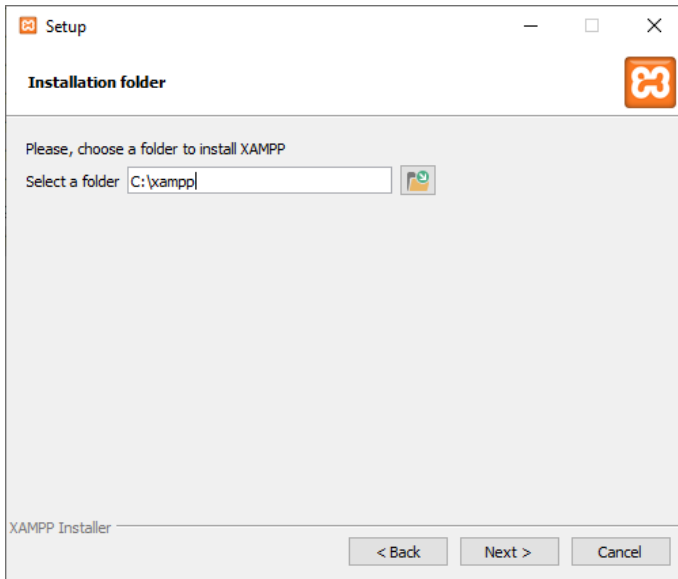 Setup
Installation folder
Please, choose a folder to install XAMPP
Select a folder C:\xampp
XAMPP Installer
< Back Next > Cancel